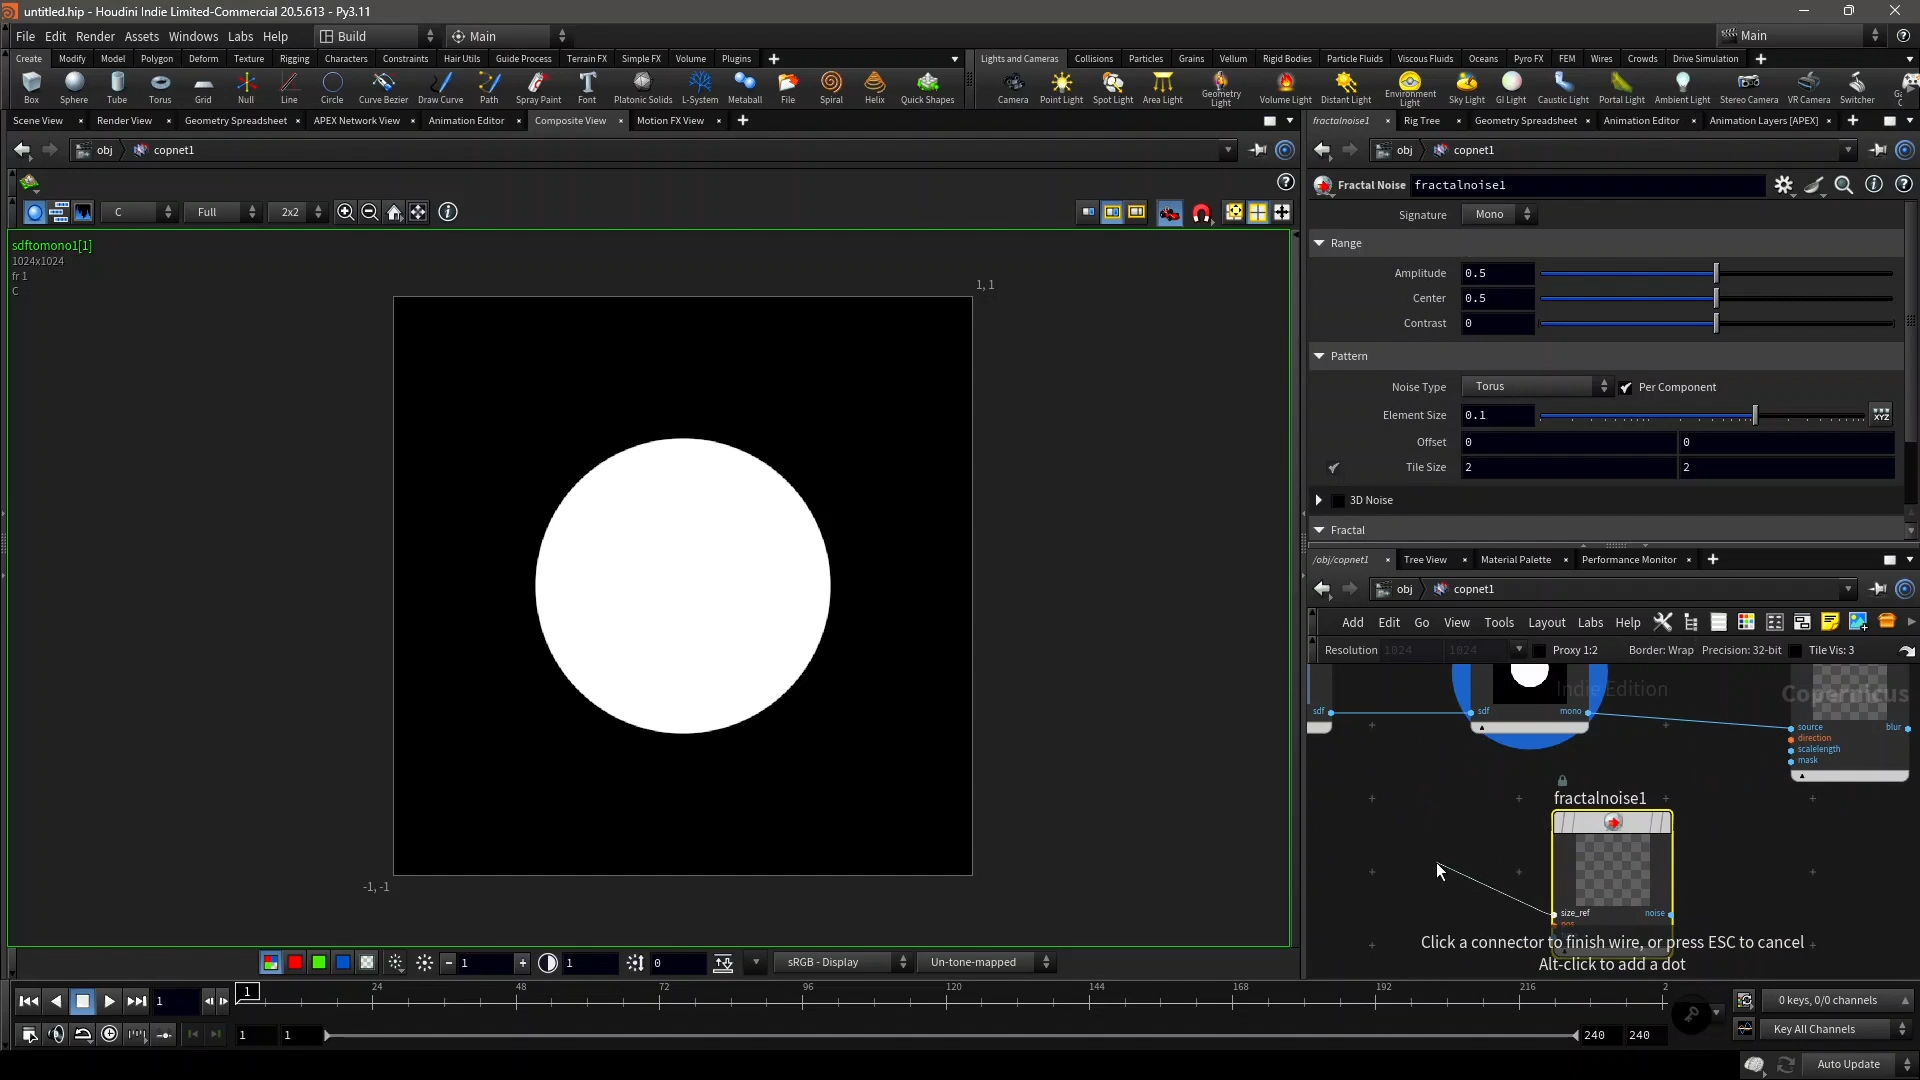 untitled.hip - Houdini Indie Limited-Commercial 20.5.613 - Py3.11
File Edit Render Assets Windows Labs Help Build Main Main
Create Modify Model Polygon Deform Texture Rigging Characters Constraints Hair Utils Guide Process Terrain FX Simple FX Volume Plugins
Lights and Cameras Collisions Particles Grains Vellum Rigid Bodies Particle Fluids Viscous Fluids Oceans Pyro FX FEM Wires Crowds Drive Simulation
Box Sphere Tube Torus Grid Null Line Circle Curve Bezier Draw Curve Path Spray Paint Font Platonic Solids L-System Metaball File Spiral Helix Quick Shapes
Camera Point Light Spot Light Area Light Geometry Light Volume Light Distant Light Environment Light Sky Light GI Light Caustic Light Portal Light Ambient Light Stereo Camera VR Camera Switcher
Scene View Render View Geometry Spreadsheet APEX Network View Animation Editor Composite View Motion FX View
fractalnoise1 Rig Tree Geometry Spreadsheet Animation Editor Animation Layers [APEX]
obj copnet1
obj copnet1
Fractal Noise fractalnoise1
C Full 2x2
Signature Mono
sdftomono1[1]
1024x1024
fr 1
C
1, 1
-1, -1
Range
Amplitude 0.5
Center 0.5
Contrast 0
Pattern
Noise Type Torus Per Component
Element Size 0.1 XYZ
Offset 0 0
Tile Size 2 2
3D Noise
Fractal
/obj/copnet1 Tree View Material Palette Performance Monitor
obj copnet1
Add Edit Go View Tools Layout Labs Help
Resolution 1024 1024 Proxy 1:2 Border: Wrap Precision: 32-bit Tile Vis: 3
Indie Edition Copernicus
sdf sdf mono
source blur
direction
scalelength
mask
fractalnoise1
size_ref noise
pos
Click a connector to finish wire, or press ESC to cancel
Alt-click to add a dot
1 1 0 sRGB - Display Un-tone-mapped
1 1 24 48 72 96 120 144 168 192 216 2
0 keys, 0/0 channels
1 1 240 240 Key All Channels
Auto Update